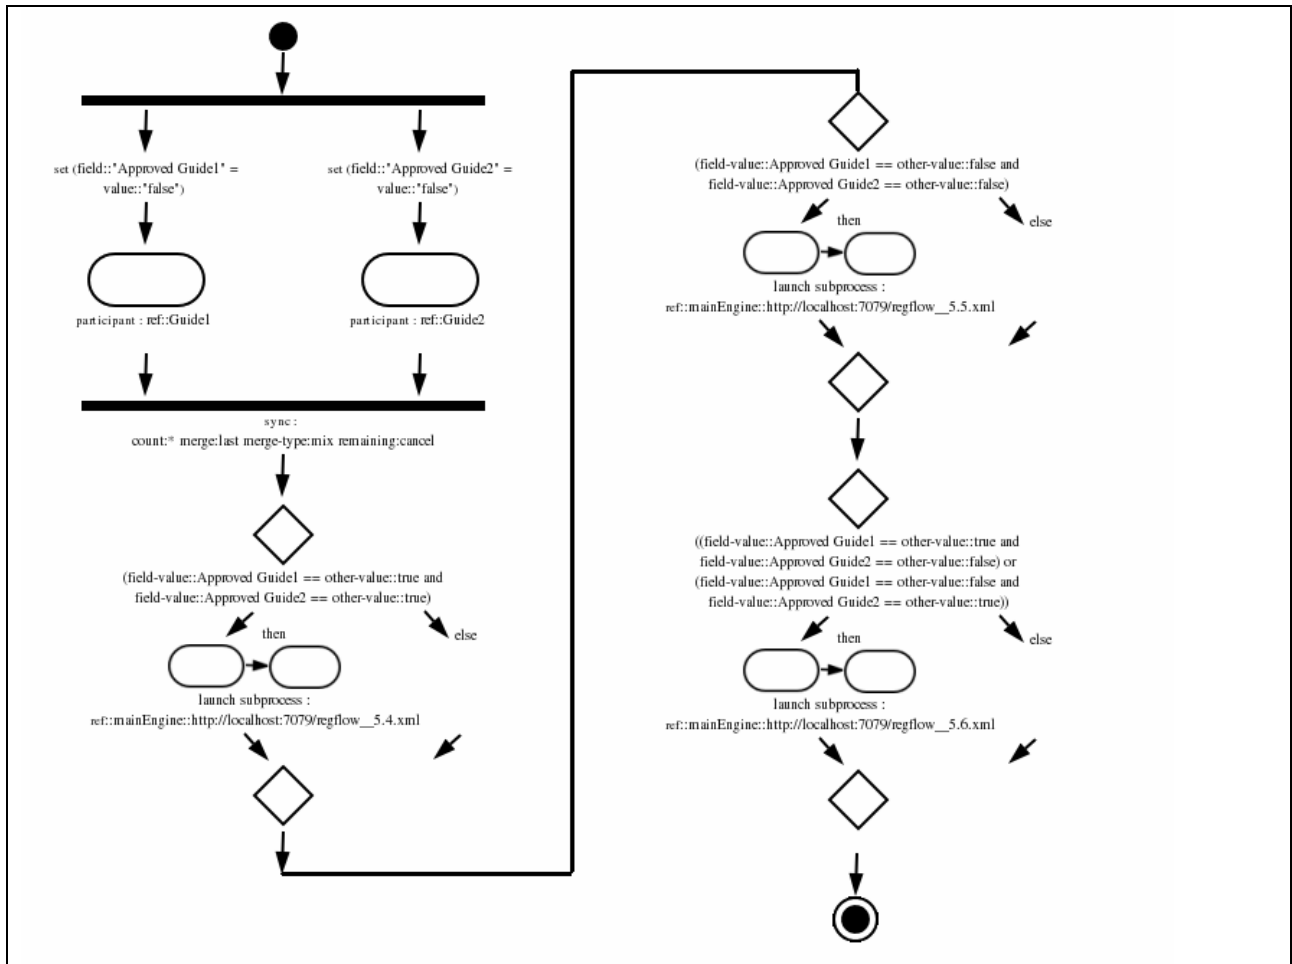 set (field::"Approved Guide1" =
value::"false")
set (field::"Approved Guide2" =
value::"false")
participant : ref::Guide1
participant : ref::Guide2
sync :
count:* merge:last merge-type:mix remaining:cancel
(field-value::Approved Guide1 == other-value::true and
field-value::Approved Guide2 == other-value::true)
then
else
launch subprocess :
ref::mainEngine::http://localhost:7079/regflow__5.4.xml
(field-value::Approved Guide1 == other-value::false and
field-value::Approved Guide2 == other-value::false)
then
else
launch subprocess :
ref::mainEngine::http://localhost:7079/regflow__5.5.xml
((field-value::Approved Guide1 == other-value::true and
field-value::Approved Guide2 == other-value::false) or
(field-value::Approved Guide1 == other-value::false and
field-value::Approved Guide2 == other-value::true))
then
else
launch subprocess :
ref::mainEngine::http://localhost:7079/regflow__5.6.xml